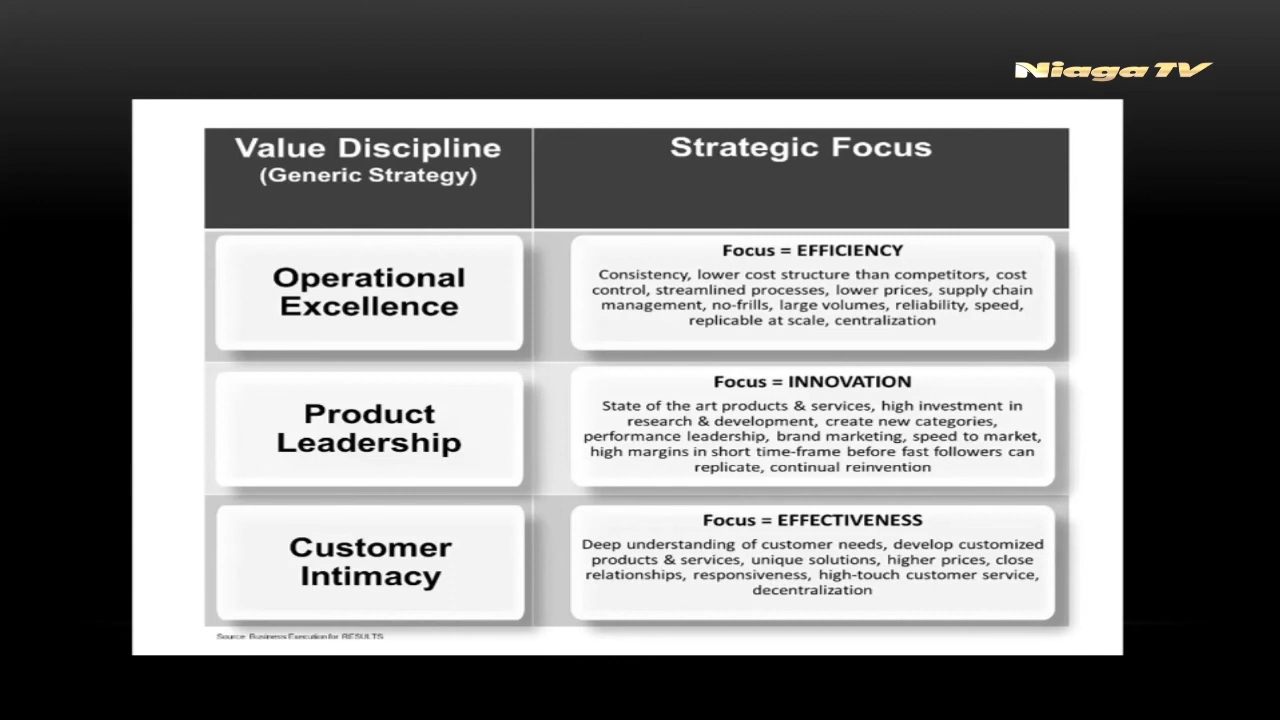 Niaga TV
Value Discipline
(Generic Strategy)
Strategic Focus
Operational
Excellence
Focus = EFFICIENCY
Consistency, lower cost structure than competitors, cost
control, streamlined processes, lower prices, supply chain
management, no-frills, large volumes, reliability, speed,
replicable at scale, centralization
Product
Leadership
Focus = INNOVATION
State of the art products & services, high investment in
research & development, create new categories,
performance leadership, brand marketing, speed to market,
high margins in short time-frame before fast followers can
replicate, continual reinvention
Customer
Intimacy
Focus = EFFECTIVENESS
Deep understanding of customer needs, develop customized
products & services, unique solutions, higher prices, close
relationships, responsiveness, high-touch customer service,
decentralization
Source: Business Execution for RESULTS